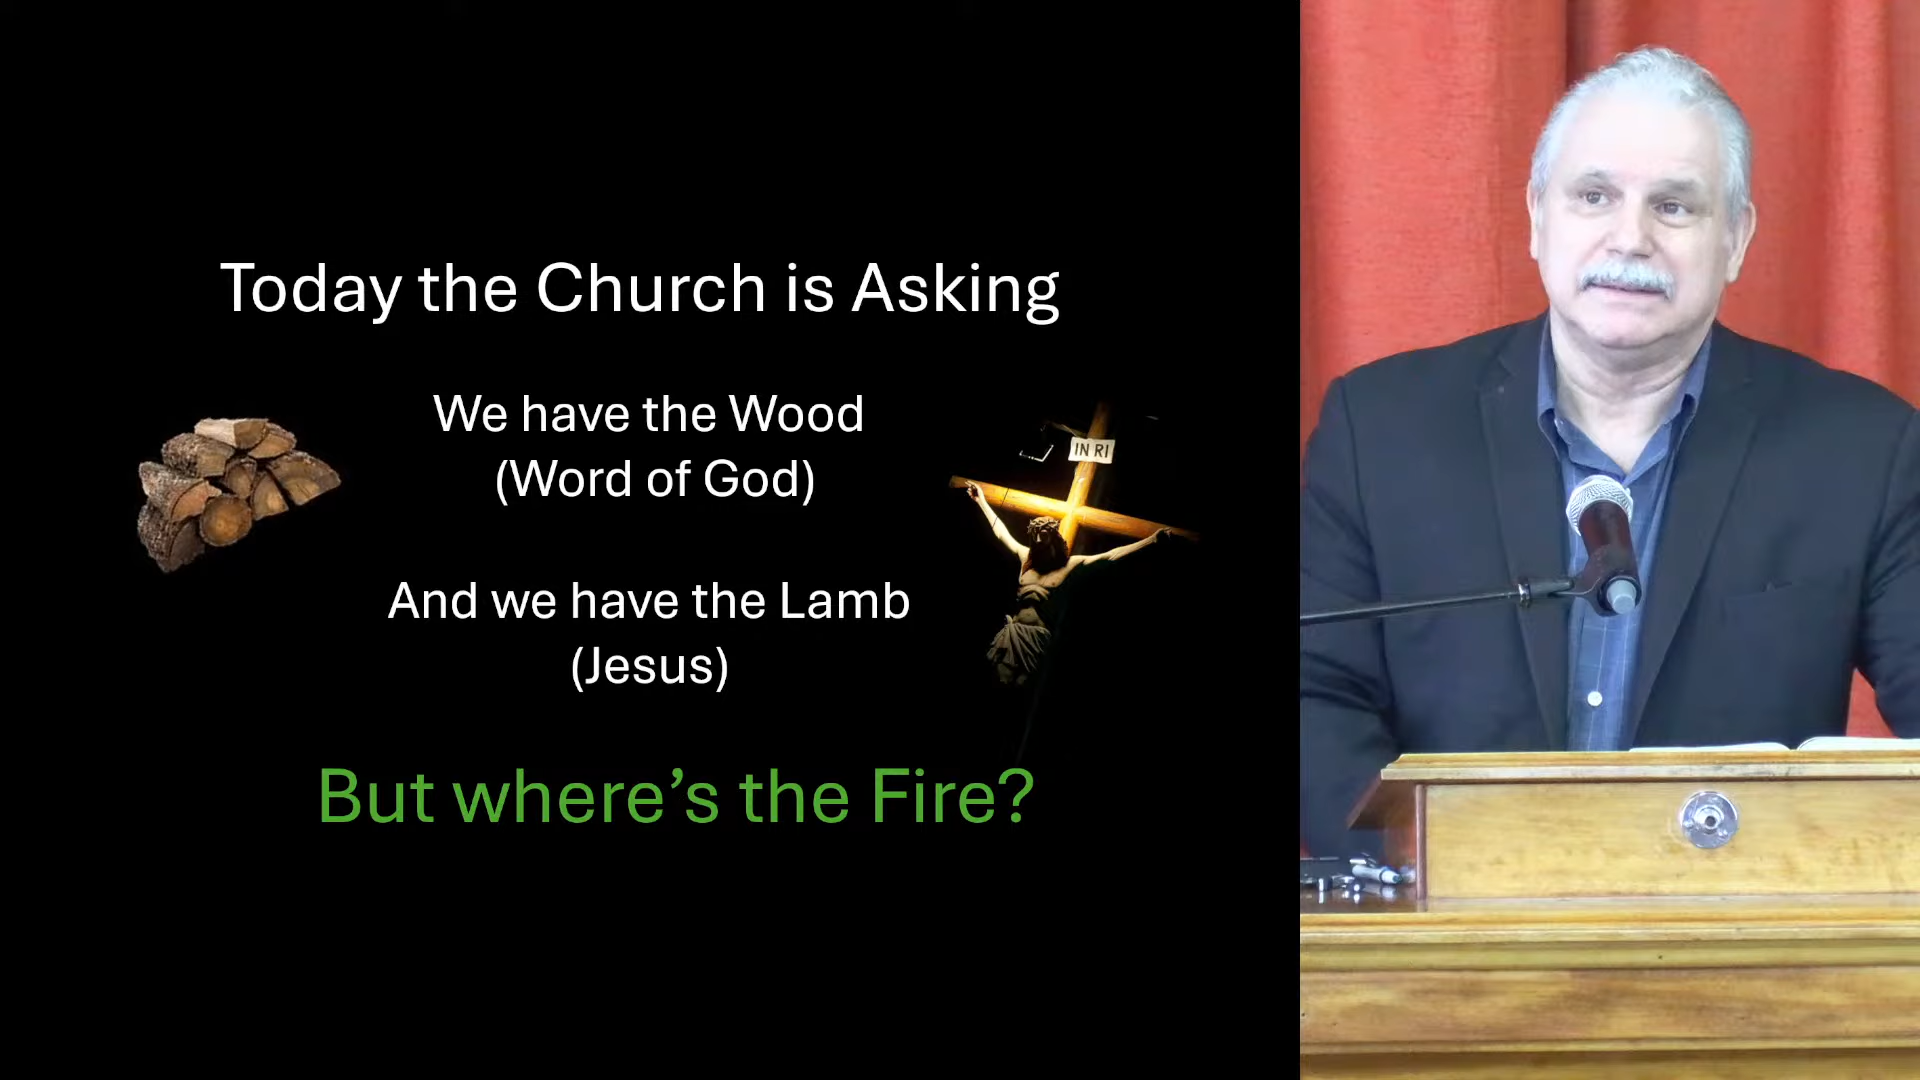 Today the Church is Asking
We have the Wood
(Word of God)
IN RI
And we have the Lamb
(Jesus)
But where's the Fire?